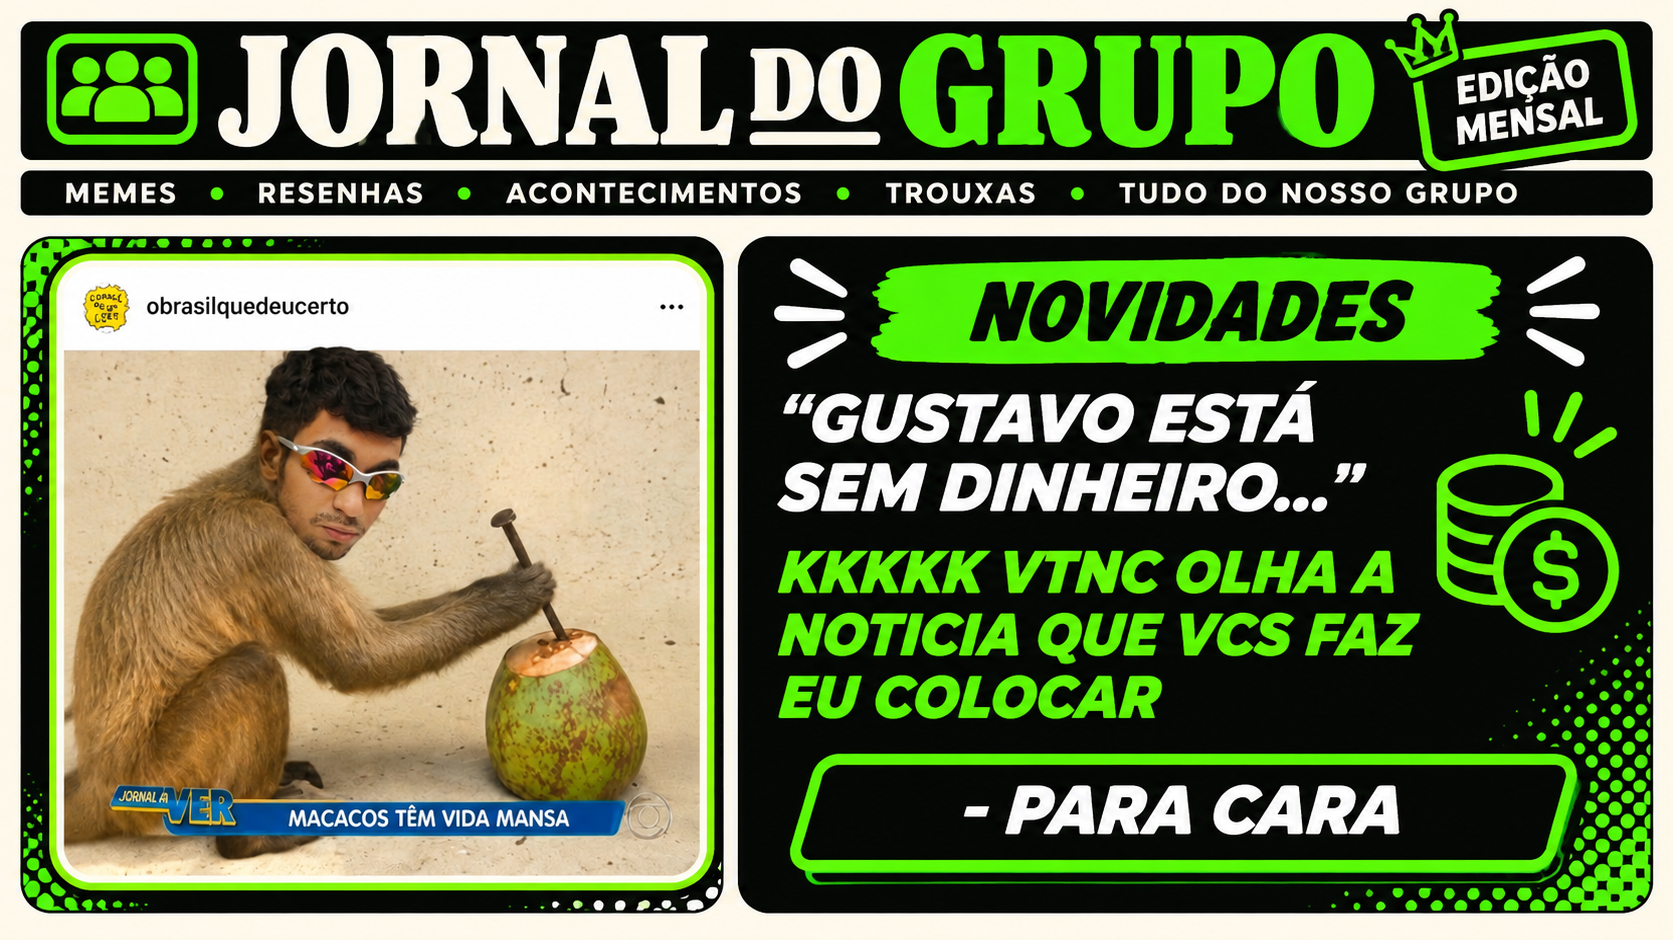 JORNAL DO GRUPO
EDIÇÃO
MENSAL
MEMES • RESENHAS • ACONTECIMENTOS • TROUXAS • TUDO DO NOSSO GRUPO
obrasilquedeucerto
NOVIDADES
“GUSTAVO ESTÁ
SEM DINHEIRO...”
KKKKK VTNC OLHA A
NOTICIA QUE VCS FAZ
EU COLOCAR
- PARA CARA
$
JORNAL
VER
MACACOS TÊM VIDA MANSA